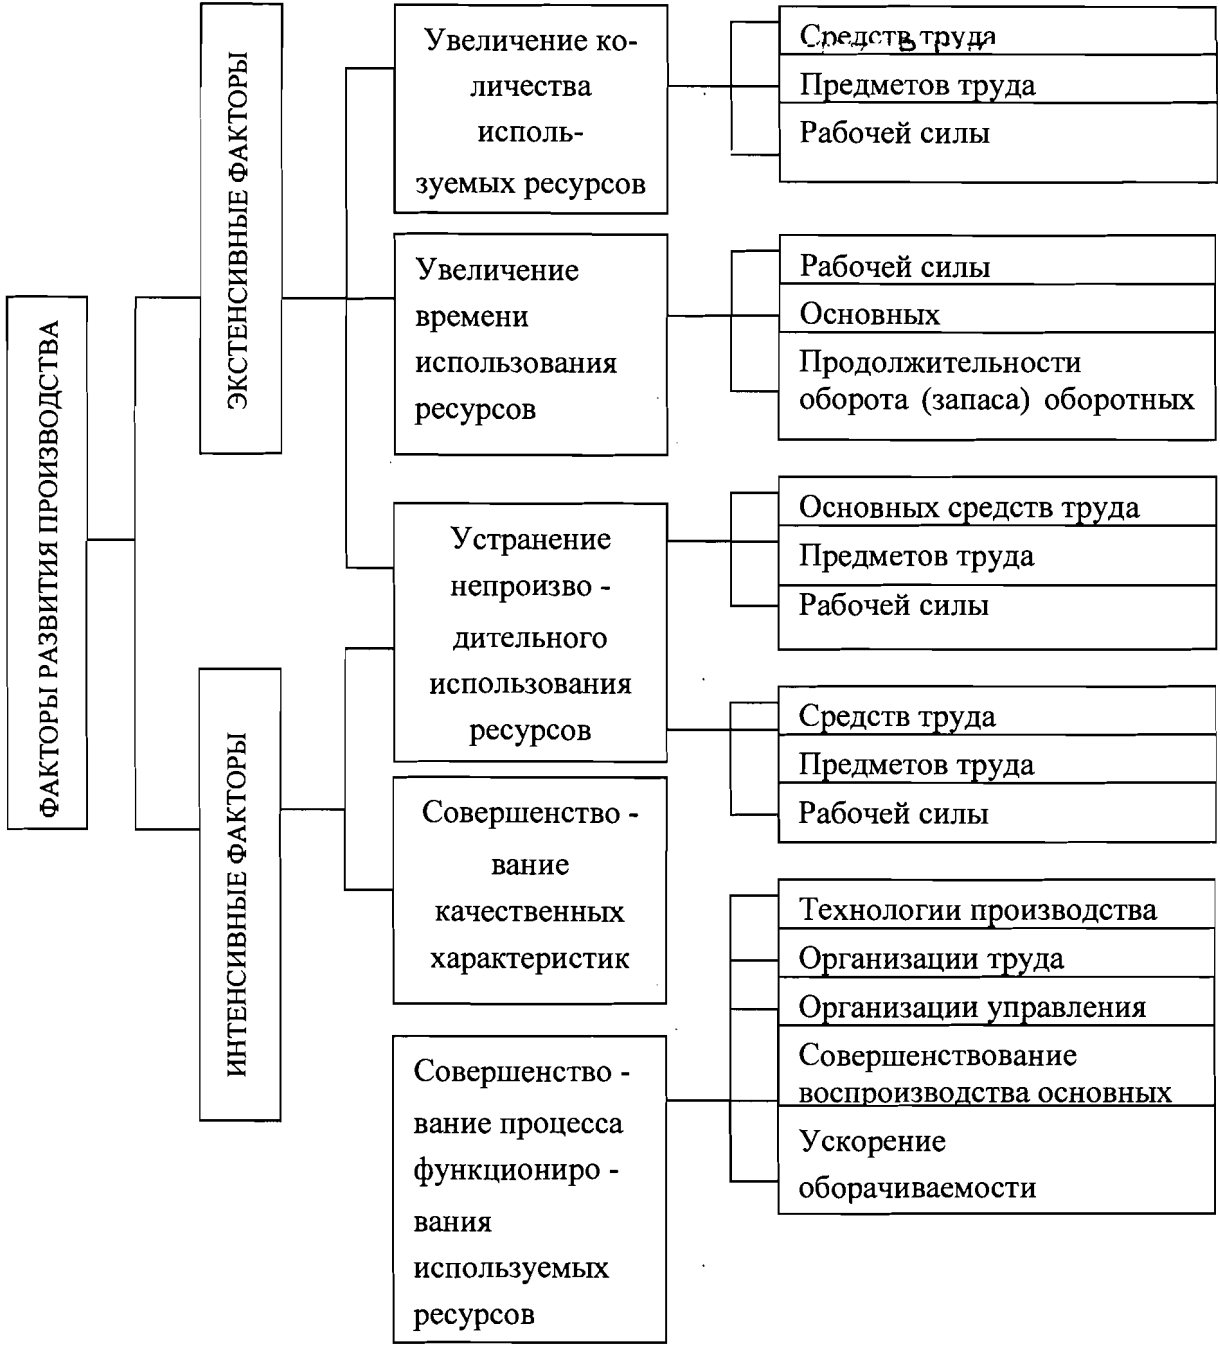 ФАКТОРЫ РАЗВИТИЯ ПРОИЗВОДСТВА
ЭКСТЕНСИВНЫЕ ФАКТОРЫ
Увеличение ко-
личества
исполь-
зуемых ресурсов
Средств труда
Предметов труда
Рабочей силы
Увеличение
времени
использования
ресурсов
Рабочей силы
Основных
Продолжительности
оборота (запаса) оборотных
Устранение
непроизво -
дительного
использования
ресурсов
Основных средств труда
Предметов труда
Рабочей силы
ИНТЕНСИВНЫЕ ФАКТОРЫ
Средств труда
Предметов труда
Рабочей силы
Совершенство -
вание
качественных
характеристик
Совершенство -
вание процесса
функциониро -
вания
используемых
ресурсов
Технологии производства
Организации труда
Организации управления
Совершенствование
воспроизводства основных
Ускорение
оборачиваемости